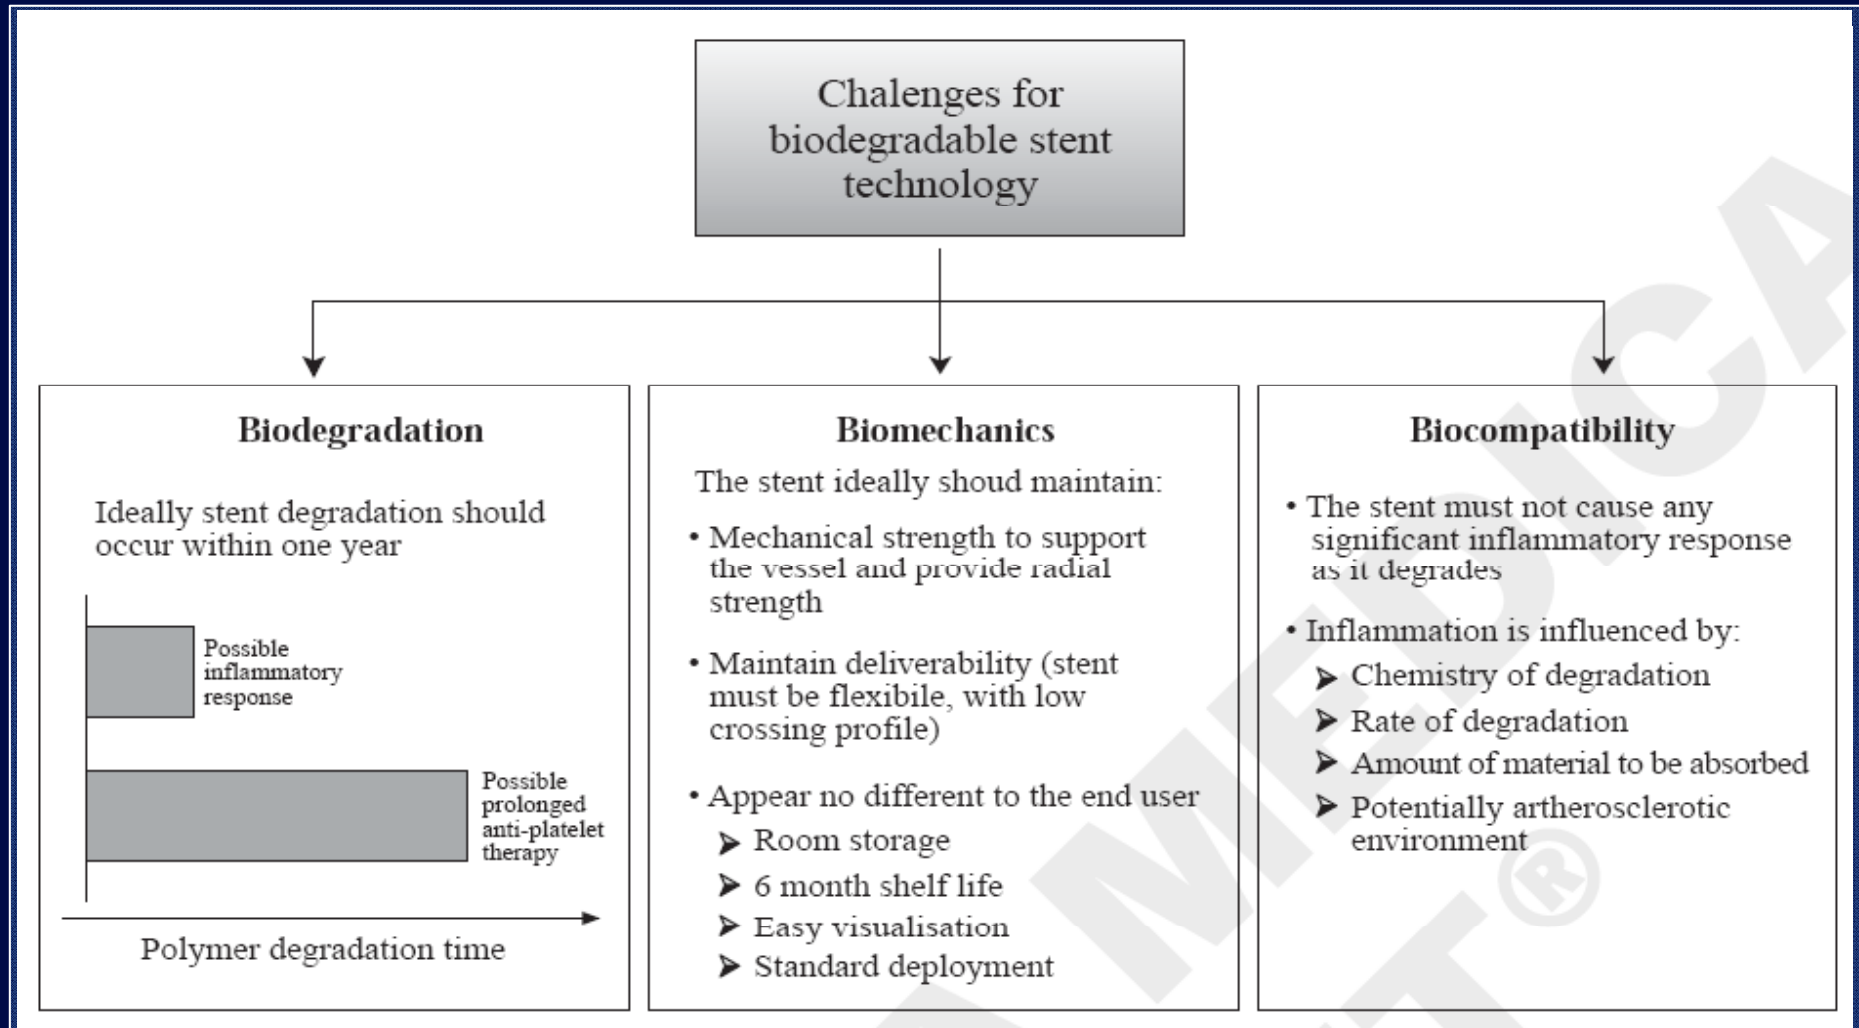 Chalenges for
biodegradable stent
technology
Biodegradation
Ideally stent degradation should
occur within one year
Possible
inflammatory
response
Possible
prolonged
anti-platelet
therapy
Polymer degradation time
Biomechanics
The stent ideally shoud maintain:
• Mechanical strength to support
the vessel and provide radial
strength
• Maintain deliverability (stent
must be flexibile, with low
crossing profile)
• Appear no different to the end user
➢ Room storage
➢ 6 month shelf life
➢ Easy visualisation
➢ Standard deployment
Biocompatibility
• The stent must not cause any
significant inflammatory response
as it degrades
• Inflammation is influenced by:
➢ Chemistry of degradation
➢ Rate of degradation
➢ Amount of material to be absorbed
➢ Potentially artherosclerotic
environment
MEDICA
®